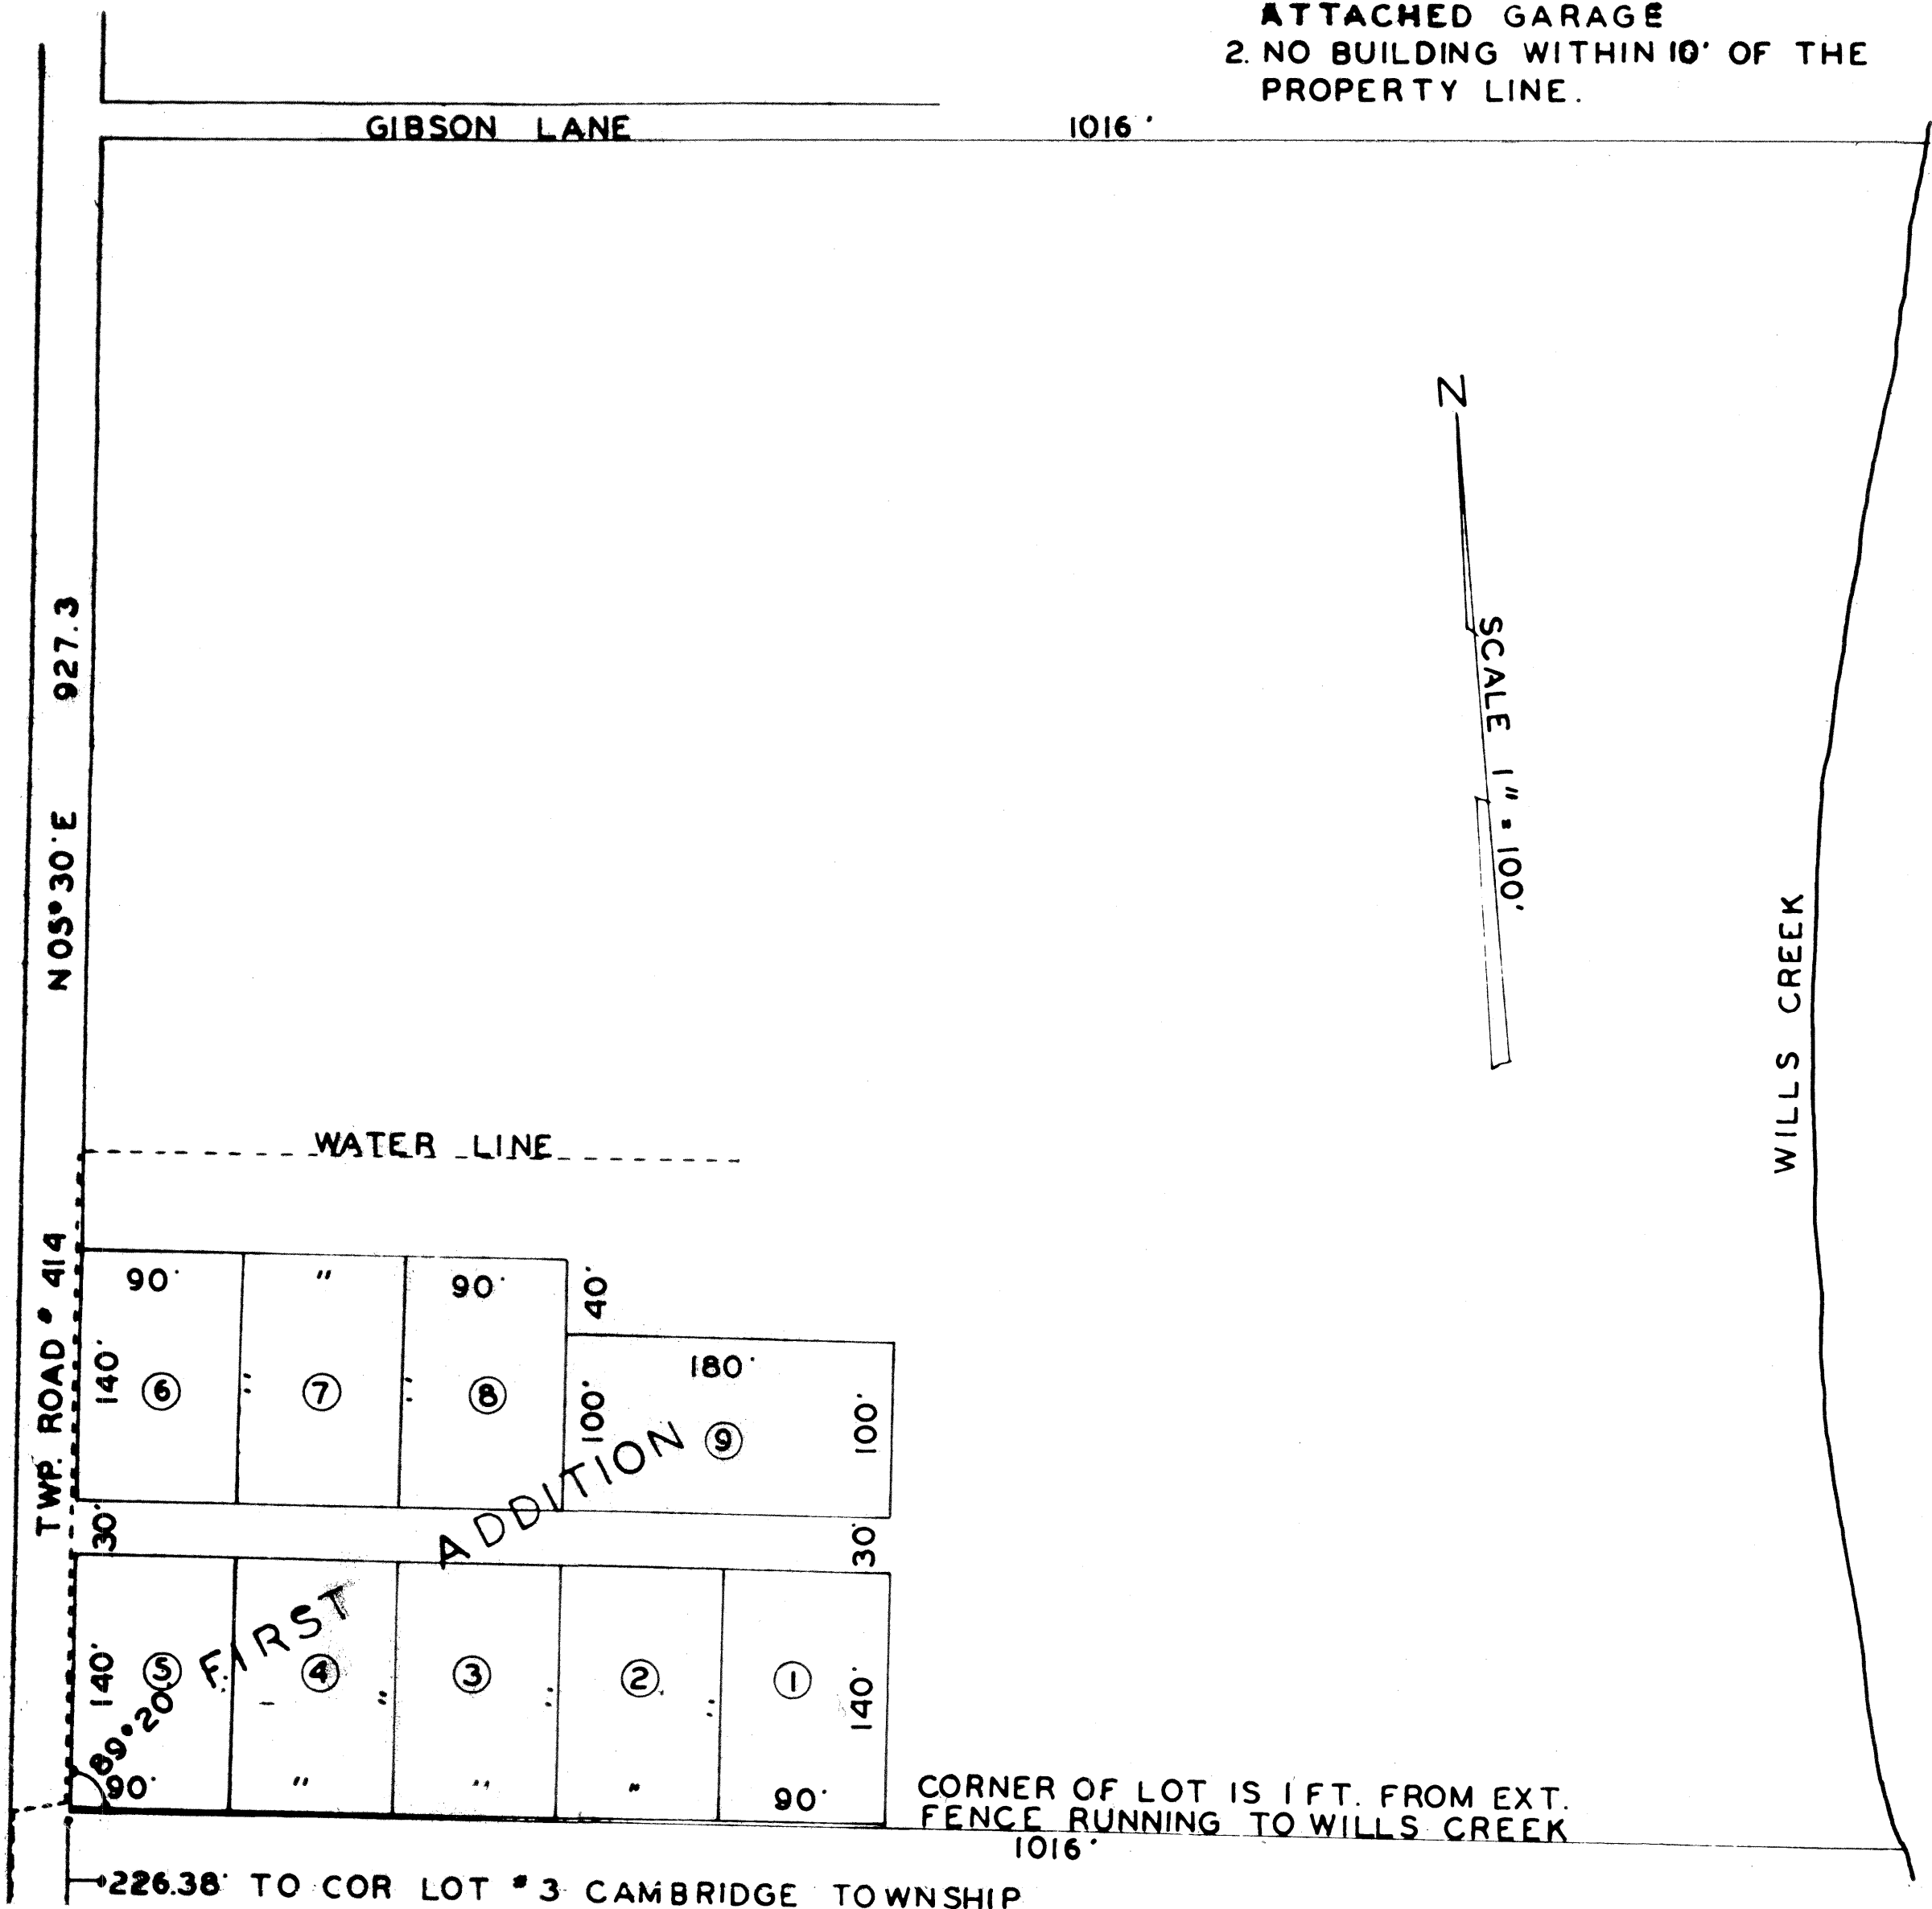 ATTACHED GARAGE
2. NO BUILDING WITHIN 10' OF THE
PROPERTY LINE.
GIBSON LANE
1016'
N
SCALE 1" = 100'
N05°30'E 927.3
WILLS CREEK
WATER LINE
TWP. ROAD # 414
90' " 90'
40'
140'
6
"
7
"
8
180'
100'
9
100'
30'
30'
FIRST ADDITION
140'
5
4
"
3
"
2
"
1
140'
89°20'
90' " " " 90'
CORNER OF LOT IS 1 FT. FROM EXT.
FENCE RUNNING TO WILLS CREEK
1016'
226.38' TO COR LOT #3 CAMBRIDGE TOWNSHIP